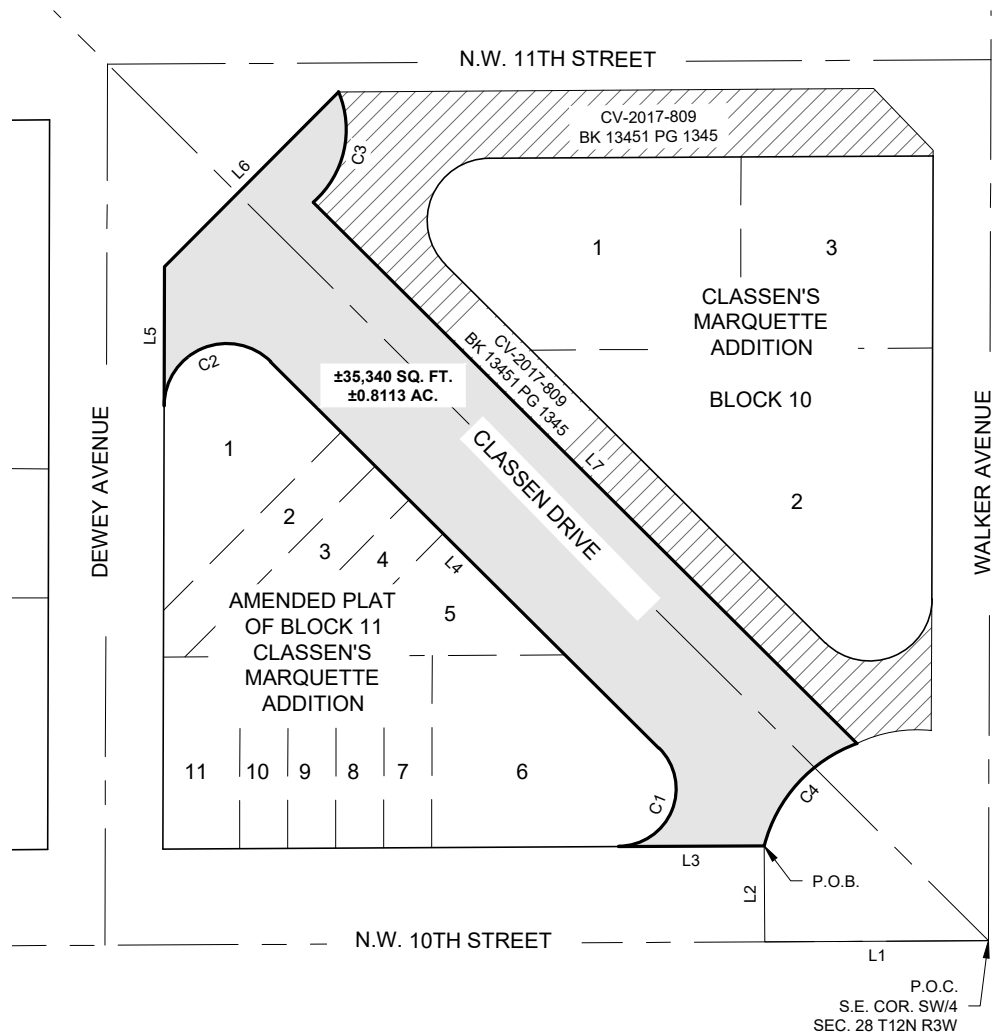 N.W. 11TH STREET
CV-2017-809
BK 13451 PG 1345
C3
L6
1
3
CLASSEN'S
MARQUETTE
ADDITION
BLOCK 10
2
L5
C2
±35,340 SQ. FT.
±0.8113 AC.
CV-2017-809
BK 13451 PG 1345
L7
CLASSEN DRIVE
DEWEY AVENUE
WALKER AVENUE
1
2
3
4
L4
5
AMENDED PLAT
OF BLOCK 11
CLASSEN'S
MARQUETTE
ADDITION
11
10
9
8
7
6
C1
C4
L3
L2
P.O.B.
N.W. 10TH STREET
L1
P.O.C.
S.E. COR. SW/4
SEC. 28 T12N R3W